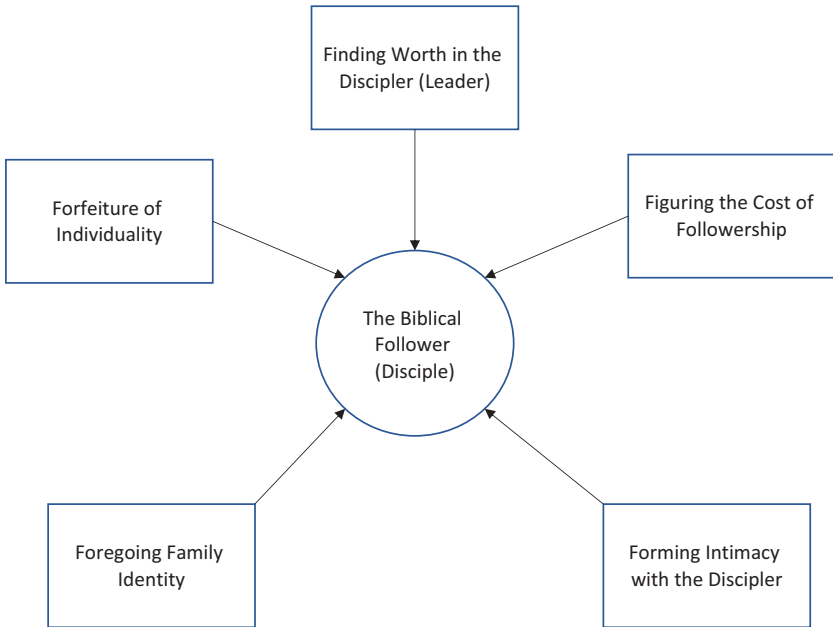 Finding Worth in the
Discipler (Leader)
Forfeiture of
Individuality
Figuring the Cost of
Followership
The Biblical
Follower
(Disciple)
Foregoing Family
Identity
Forming Intimacy
with the Discipler